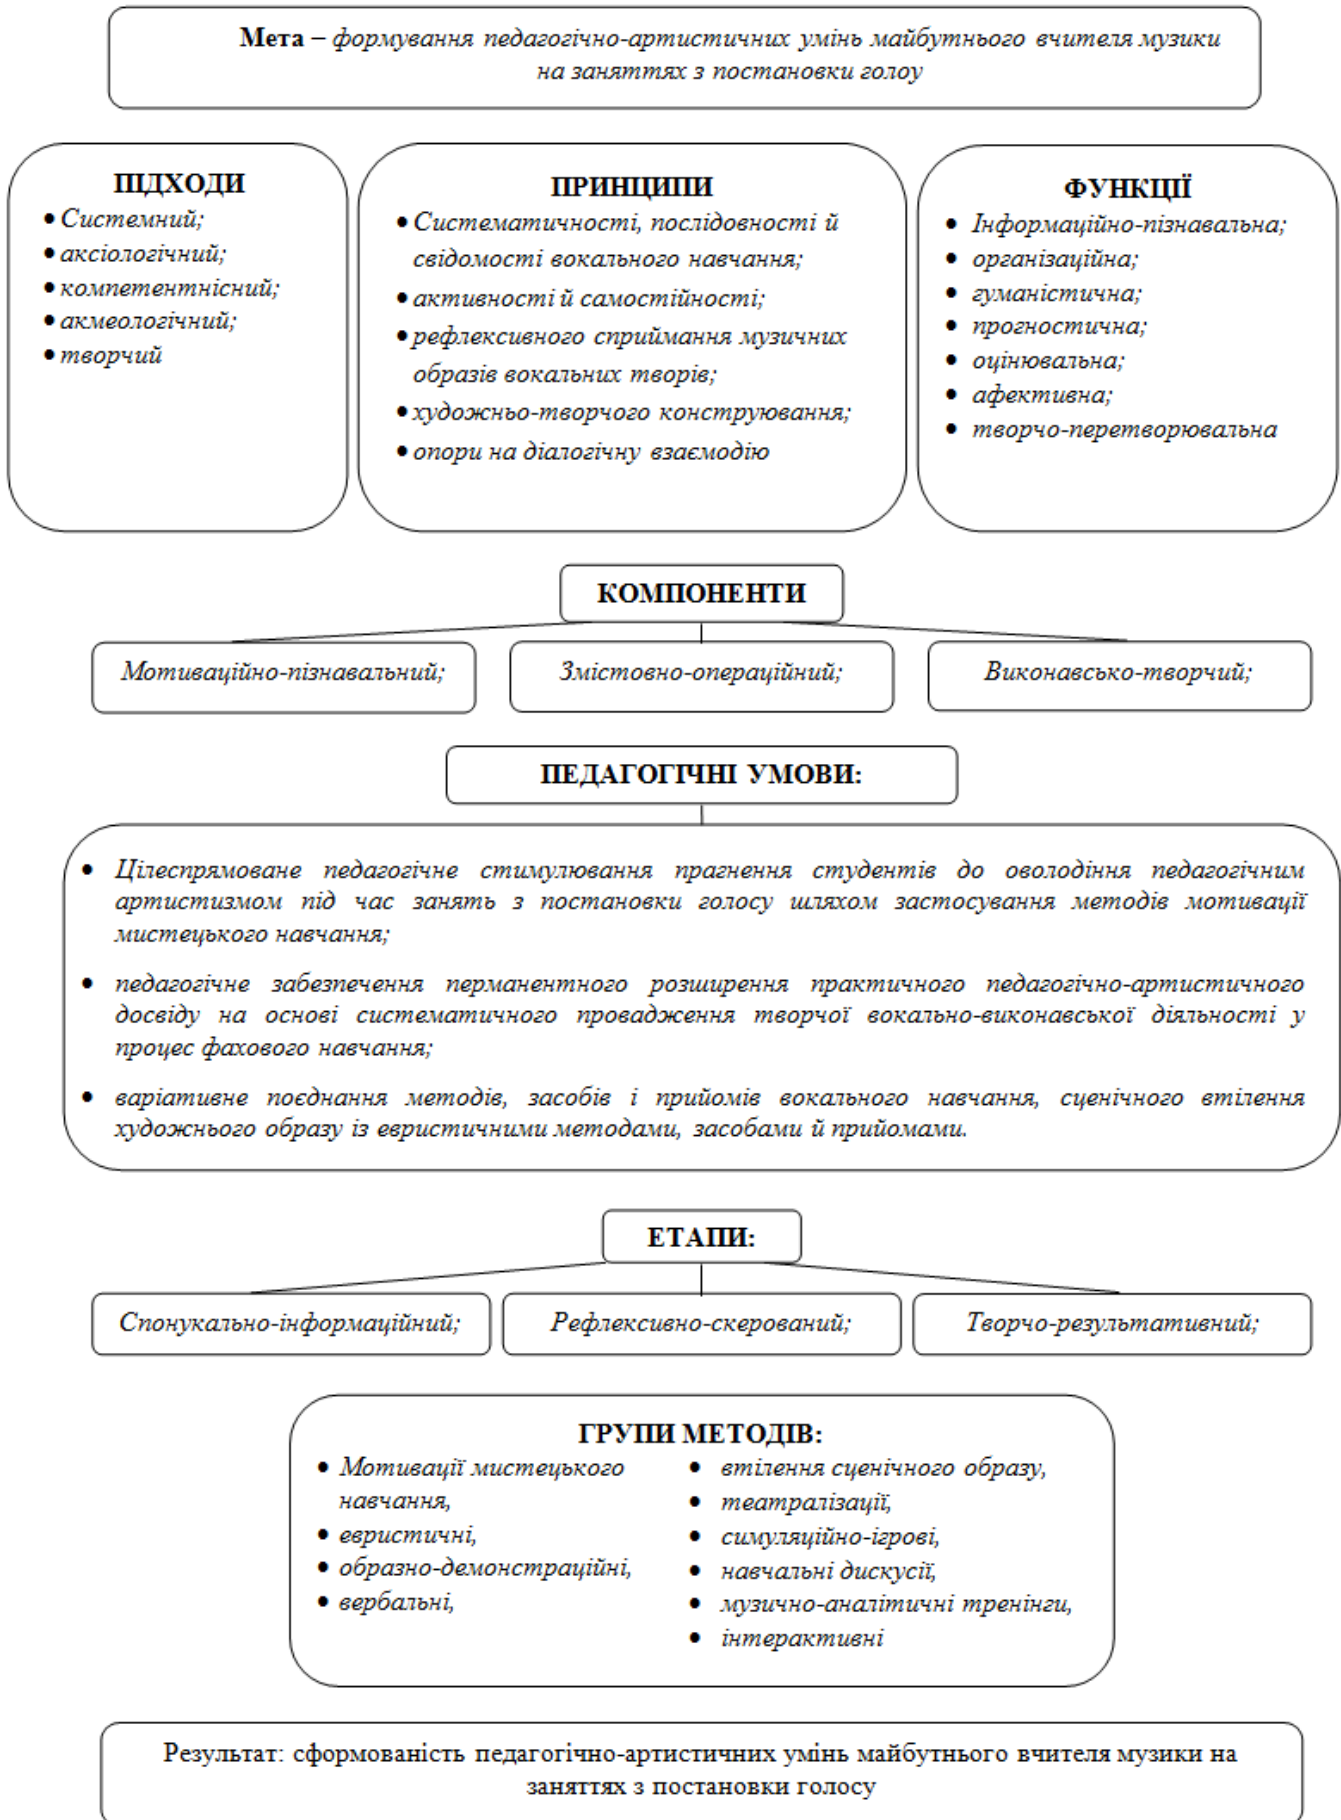 Мета – формування педагогічно-артистичних умінь майбутнього вчителя музики
на заняттях з постановки голоу
ПІДХОДИ
• Системний;
• аксіологічний;
• компетентнісний;
• акмеологічний;
• творчий
ПРИНЦИПИ
• Систематичності, послідовності й
свідомості вокального навчання;
• активності й самостійності;
• рефлексивного сприймання музичних
образів вокальних творів;
• художньо-творчого конструювання;
• опори на діалогічну взаємодію
ФУНКЦІЇ
• Інформаційно-пізнавальна;
• організаційна;
• гуманістична;
• прогностична;
• оцінювальна;
• афективна;
• творчо-перетворювальна
КОМПОНЕНТИ
Мотиваційно-пізнавальний;
Змістовно-операційний;
Виконавсько-творчий;
ПЕДАГОГІЧНІ УМОВИ:
• Цілеспрямоване педагогічне стимулювання прагнення студентів до оволодіння педагогічним
артистизмом під час занять з постановки голосу шляхом застосування методів мотивації
мистецького навчання;
• педагогічне забезпечення перманентного розширення практичного педагогічно-артистичного
досвіду на основі систематичного провадження творчої вокально-виконавської діяльності у
процес фахового навчання;
• варіативне поєднання методів, засобів і прийомів вокального навчання, сценічного втілення
художнього образу із евристичними методами, засобами й прийомами.
ЕТАПИ:
Спонукально-інформаційний;
Рефлексивно-скерований;
Творчо-результативний;
ГРУПИ МЕТОДІВ:
• Мотивації мистецького
навчання,
• евристичні,
• образно-демонстраційні,
• вербальні,
• втілення сценічного образу,
• театралізації,
• симуляційно-ігрові,
• навчальні дискусії,
• музично-аналітичні тренінги,
• інтерактивні
Результат: сформованість педагогічно-артистичних умінь майбутнього вчителя музики на
заняттях з постановки голосу